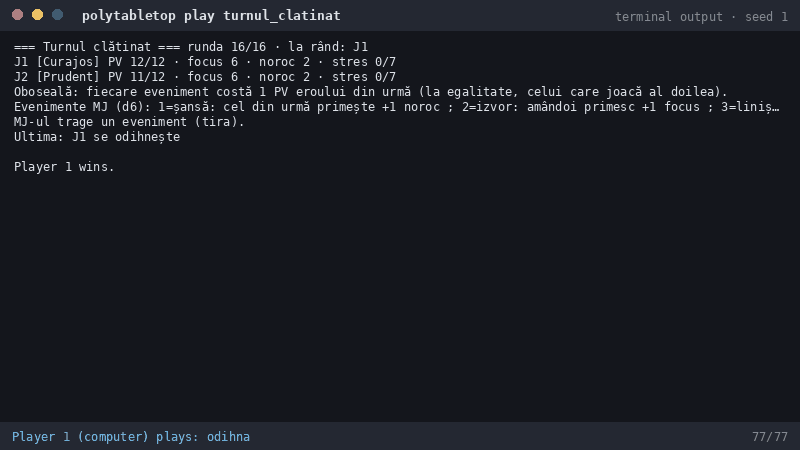 polytabletop play turnul_clatinat
terminal output · seed 1
=== Turnul clătinat === runda 16/16 · la rând: J1
J1 [Curajos] PV 12/12 · focus 6 · noroc 2 · stres 0/7
J2 [Prudent] PV 11/12 · focus 6 · noroc 2 · stres 0/7
Oboseală: fiecare eveniment costă 1 PV eroului din urmă (la egalitate, celui care joacă al doilea).
Evenimente MJ (d6): 1=șansă: cel din urmă primește +1 noroc ; 2=izvor: amândoi primesc +1 focus ; 3=liniș…
MJ-ul trage un eveniment (tira).
Ultima: J1 se odihnește
Player 1 wins.
Player 1 (computer) plays: odihna
77/77